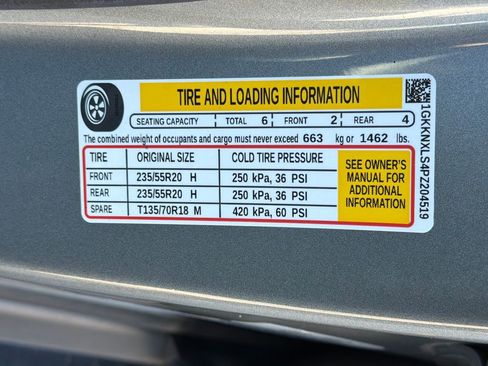 TIRE AND LOADING INFORMATION
SEATING CAPACITY TOTAL 6 FRONT 2 REAR 4
The combined weight of occupants and cargo must never exceed 663 kg or 1462 lbs.
TIRE ORIGINAL SIZE COLD TIRE PRESSURE
FRONT 235/55R20 H 250 kPa, 36 PSI
REAR 235/55R20 H 250 kPa, 36 PSI
SPARE T135/70R18 M 420 kPa, 60 PSI
SEE OWNER'S
MANUAL FOR
ADDITIONAL
INFORMATION
1GKKNXLS4PZ204519